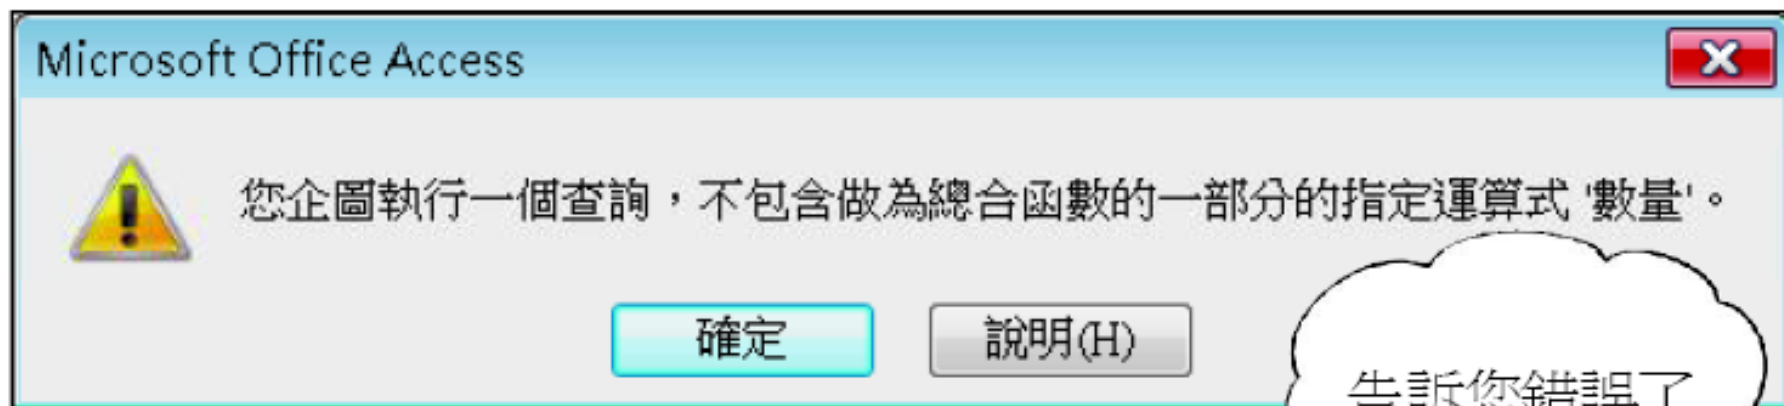 Microsoft Office Access
您企圖執行一個查詢,不包含做為總合函數的一部分的指定運算式 '數量'。
確定
說明(H)
告訴您錯誤了